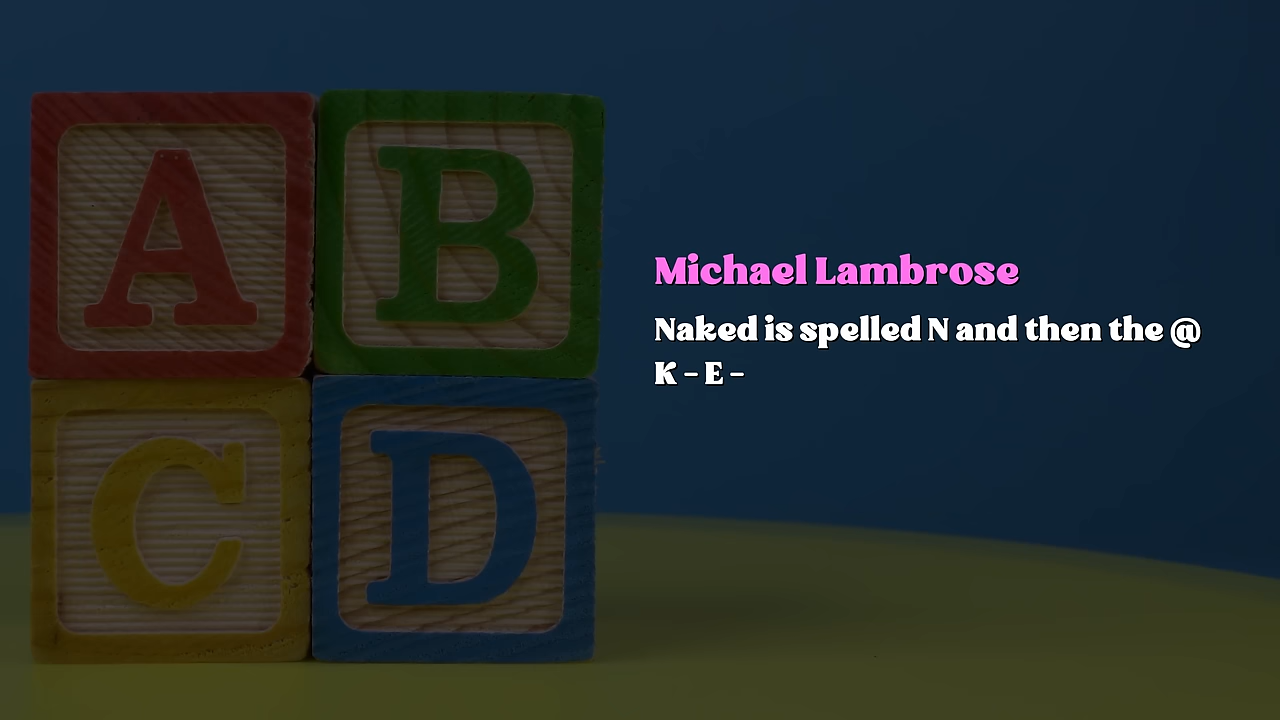 A B
C D
Michael Lambrose
Naked is spelled N and then the @
K - E -